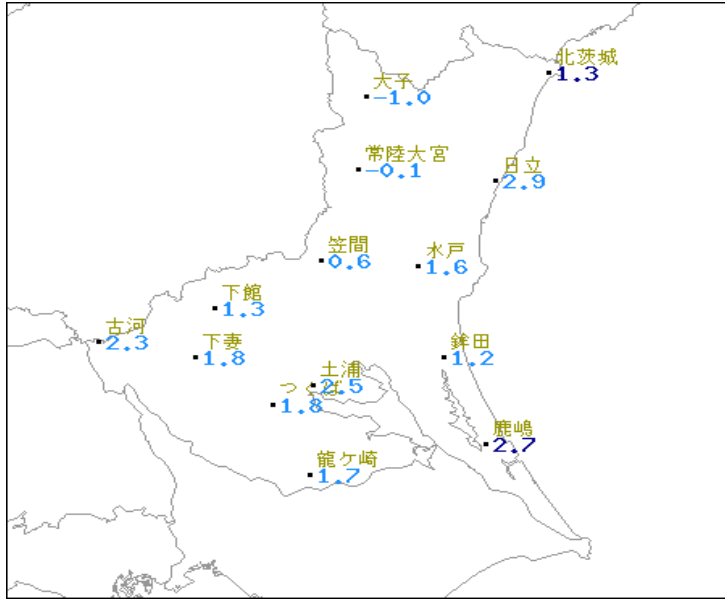 北茨城
1.3
大子
-1.0
常陸大宮
-0.1
日立
2.9
笠間
0.6
水戸
1.6
下館
1.3
古河
2.3
下妻
1.8
鉾田
1.2
土浦
2.5
つくば
1.8
鹿嶋
2.7
龍ケ崎
1.7